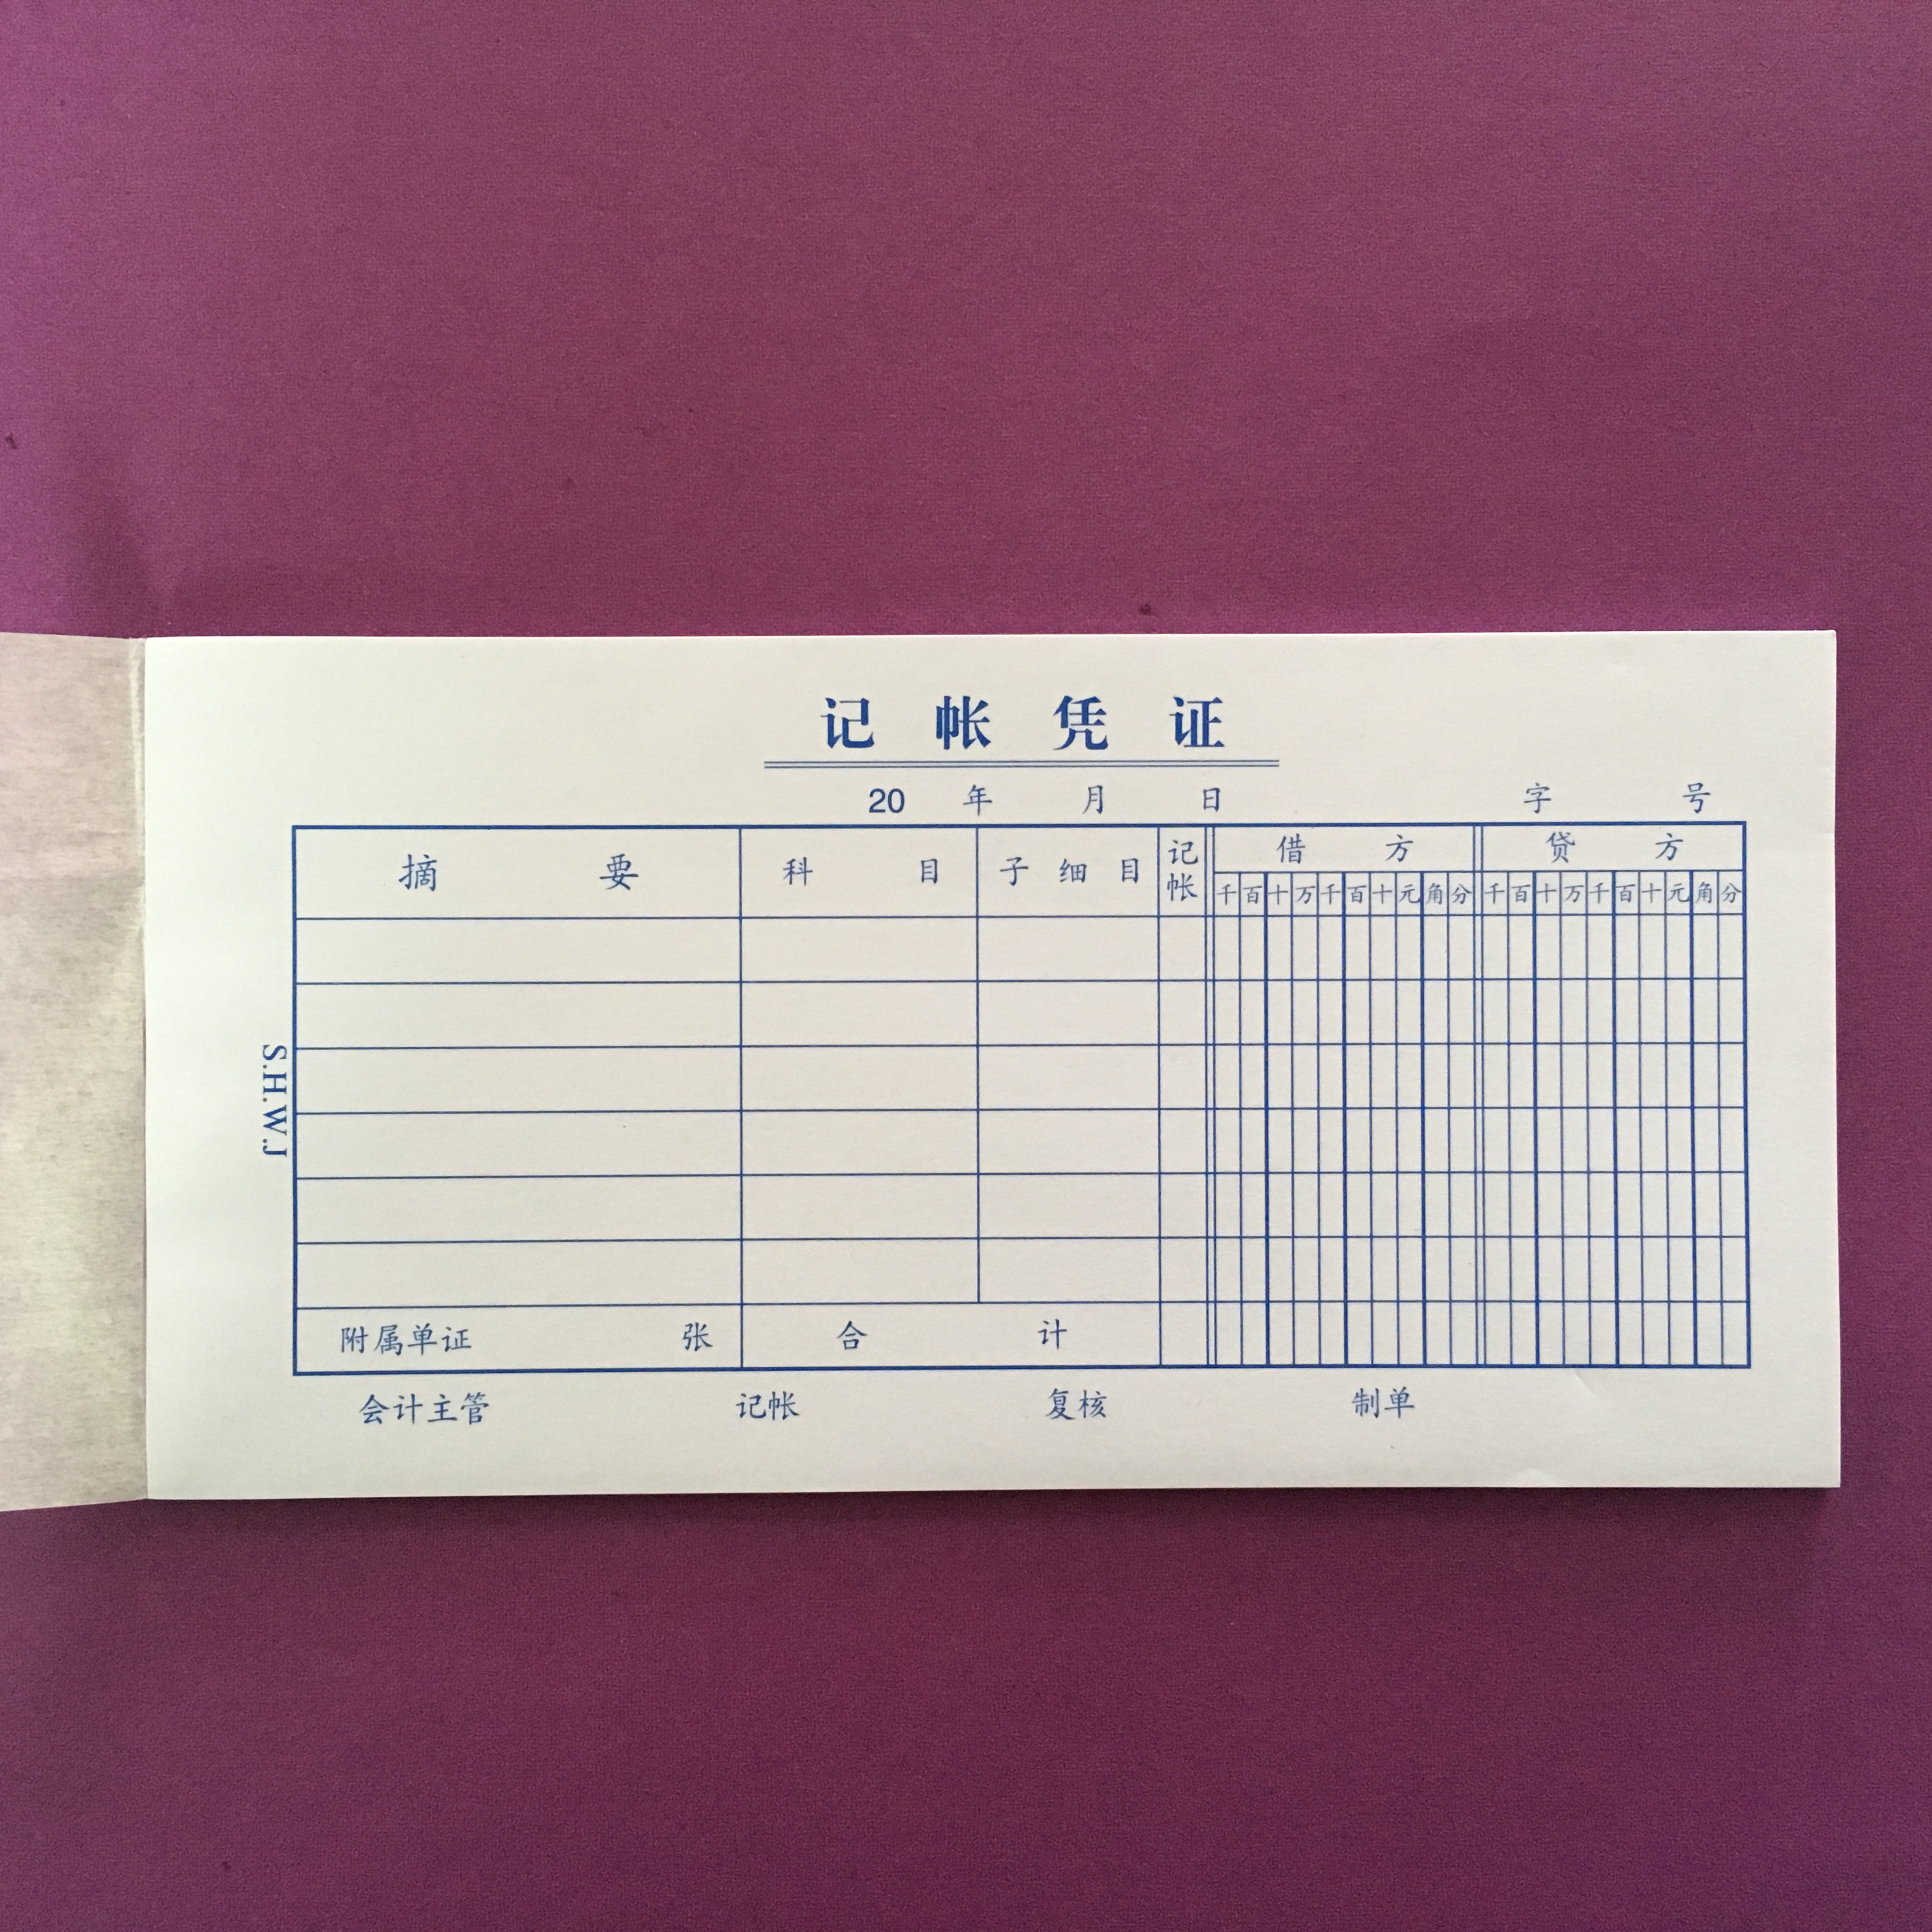 记帐凭证
20 年 月 日 字 号
摘要 科目 子细目 记帐 借方 贷方
千百十万千百十元角分 千百十万千百十元角分
附属单证 张 合计
会计主管 记帐 复核 制单
S.H.W.J